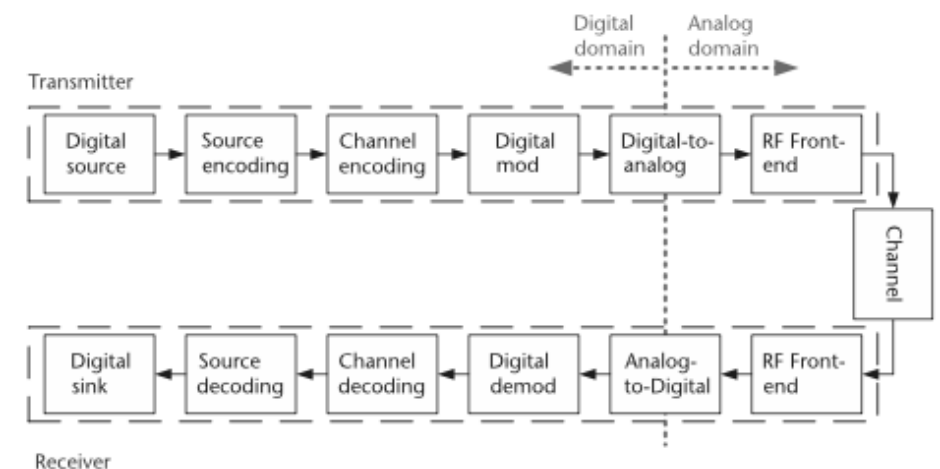 Digital
domain
Analog
domain
Transmitter
Digital
source
Source
encoding
Channel
encoding
Digital
mod
Digital-to-
analog
RF Front-
end
Channel
Digital
sink
Source
decoding
Channel
decoding
Digital
demod
Analog-
to-Digital
RF Front-
end
Receiver